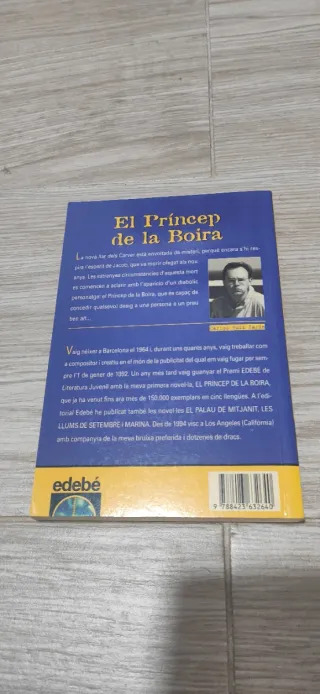 El Príncep
de la Boira
La nova llar dels Carver està envoltada de misteri, perquè encara s'hi res-
pira l'esperit de Jacob, que va morir ofegat als nou
anys. Les estranyes circumstàncies d'aquella mort
es comencen a aclarir amb l'aparició d'un diabòlic
personatge: el Príncep de la Boira, que és capaç de
concedir qualsevol desig a una persona a un preu
ben alt...
Vaig néixer a Barcelona el 1964 i, durant uns quants anys, vaig treballar com
a compositor i creatiu en el món de la publicitat del qual em vaig fugar per sem-
pre l'1 de gener de 1992. Un any més tard vaig guanyar el Premi EDEBÉ de
Literatura Juvenil amb la meva primera novel·la, EL PRÍNCEP DE LA BOIRA,
que ja ha venut fins ara més de 150.000 exemplars en cinc llengües. A l'edi-
torial Edebé he publicat també les novel·les EL PALAU DE MITJANIT, LES
LLUMS DE SETEMBRE i MARINA. Des de 1994 visc a Los Angeles (Califòrnia)
amb companyia de la meva bruixa preferida i dotzenes de dracs.
edebé
9 788423 632640